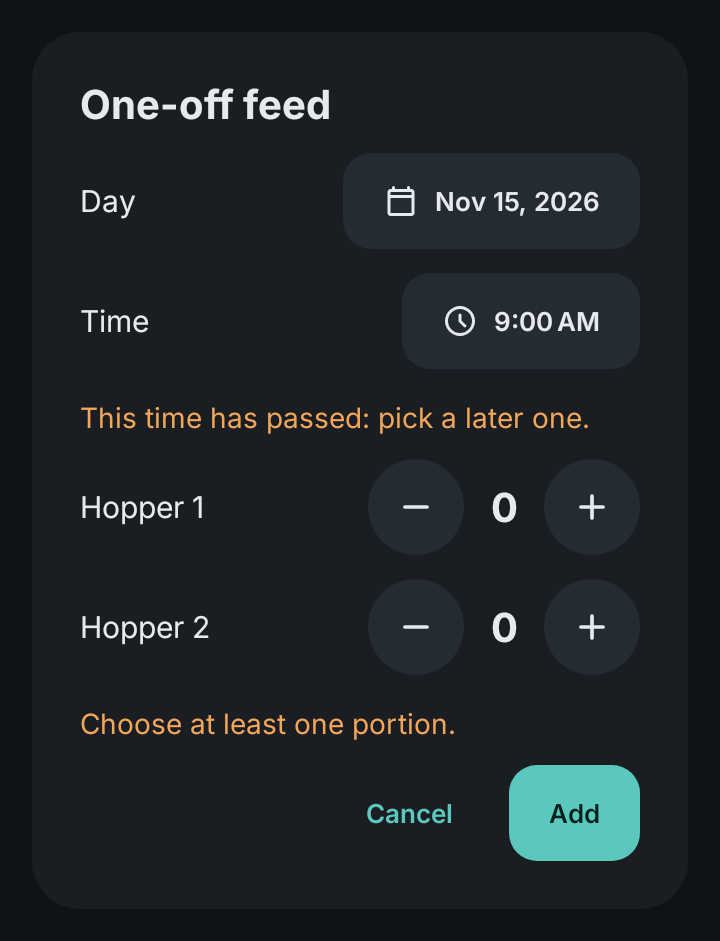 One-off feed
Day Nov 15, 2026
Time 9:00 AM
This time has passed: pick a later one.
Hopper 1 − 0 +
Hopper 2 − 0 +
Choose at least one portion.
Cancel Add